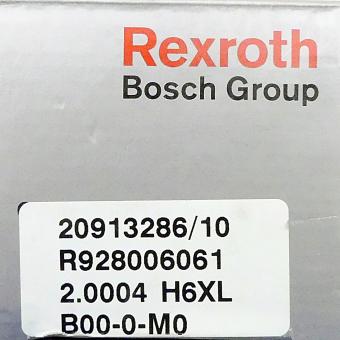 Rexroth
Bosch Group
20913286/10
R928006061
2.0004 H6XL
B00-0-M0